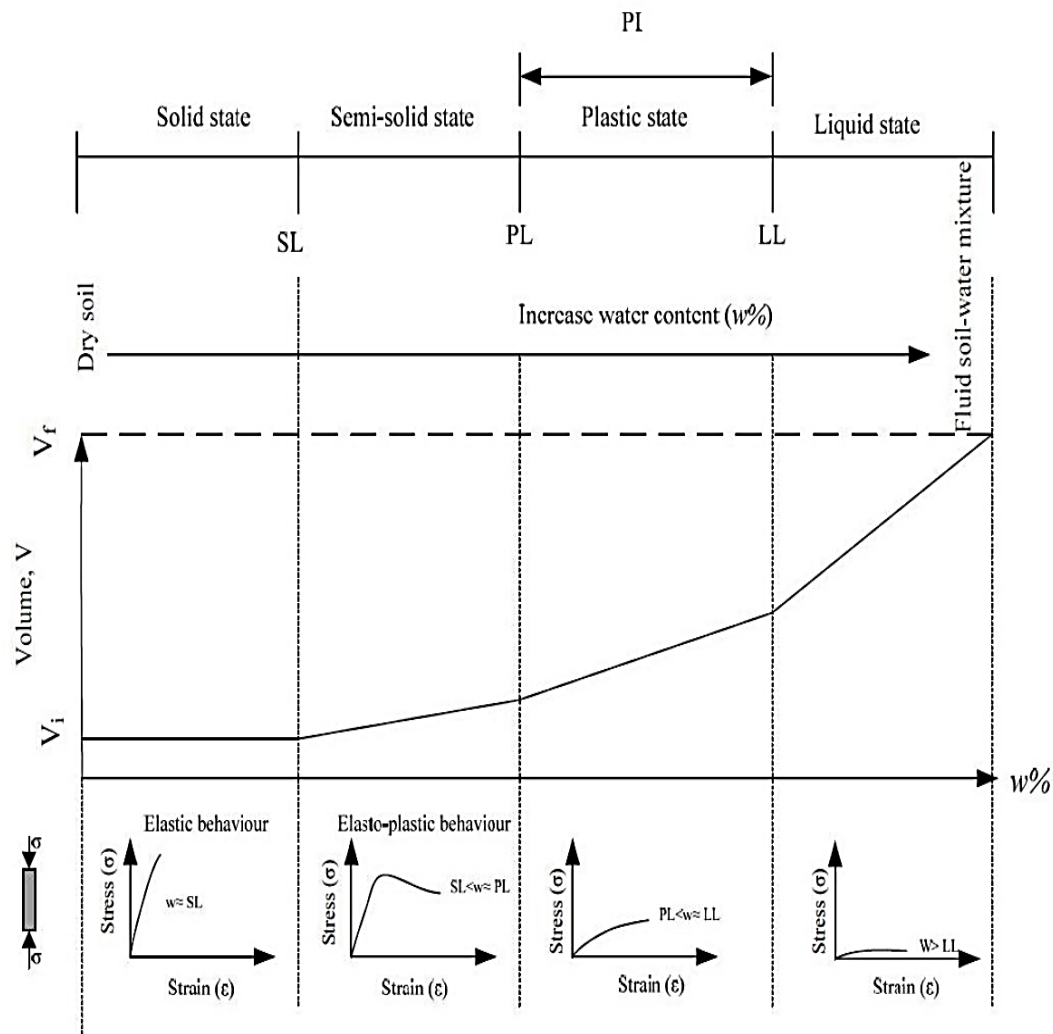 PI
Solid state
Semi-solid state
Plastic state
Liquid state
SL
PL
LL
Dry soil
Increase water content (w%)
Fluid soil-water mixture
Vf
Volume, V
Vi
w%
σ
σ
Elastic behaviour
Stress (σ)
w≈ SL
Strain (ε)
Elasto-plastic behaviour
Stress (σ)
SL<w≈ PL
Strain (ε)
Stress (σ)
PL<w≈ LL
Strain (ε)
Stress (σ)
W> LL
Strain (ε)